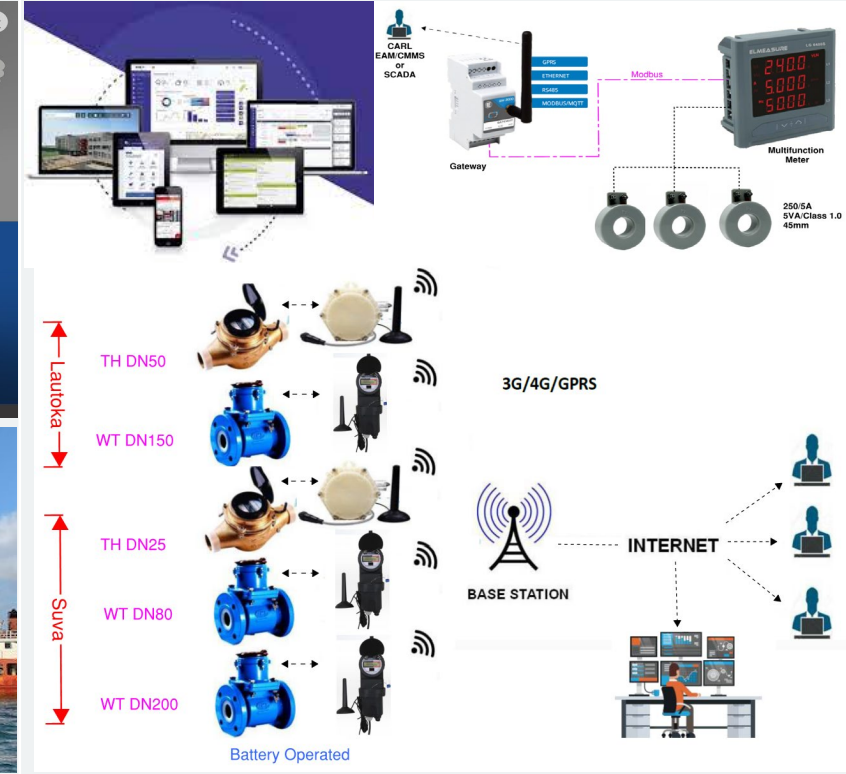 CARL
EAM/CMMS
or
SCADA
GPRS
ETHERNET
RS485
MODBUS/MQTT
Gateway
Modbus
ELMEASURE
240.0
5.000
5000
Multifunction
Meter
250/5A
5VA/Class 1.0
45mm
Lautoka
TH DN50
WT DN150
3G/4G/GPRS
Suva
TH DN25
WT DN80
WT DN200
Battery Operated
BASE STATION
INTERNET